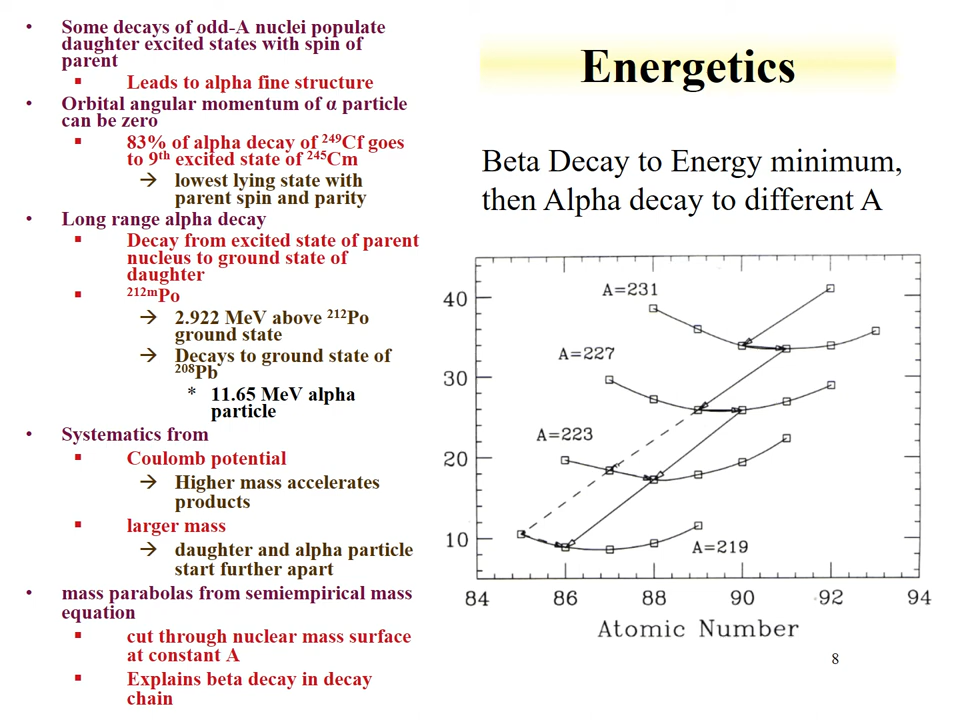 • Some decays of odd-A nuclei populate
daughter excited states with spin of
parent
▪ Leads to alpha fine structure
• Orbital angular momentum of α particle
can be zero
▪ 83% of alpha decay of ²⁴⁹Cf goes
to 9ᵗʰ excited state of ²⁴⁵Cm
→ lowest lying state with
parent spin and parity
• Long range alpha decay
▪ Decay from excited state of parent
nucleus to ground state of
daughter
▪ ²¹²ᵐPo
→ 2.922 MeV above ²¹²Po
ground state
→ Decays to ground state of
²⁰⁸Pb
* 11.65 MeV alpha
particle
• Systematics from
▪ Coulomb potential
→ Higher mass accelerates
products
▪ larger mass
→ daughter and alpha particle
start further apart
• mass parabolas from semiempirical mass
equation
▪ cut through nuclear mass surface
at constant A
▪ Explains beta decay in decay
chain
Energetics
Beta Decay to Energy minimum,
then Alpha decay to different A
A=231
40
A=227
30
A=223
20
A=219
10
84 86 88 90 92 94
Atomic Number
8